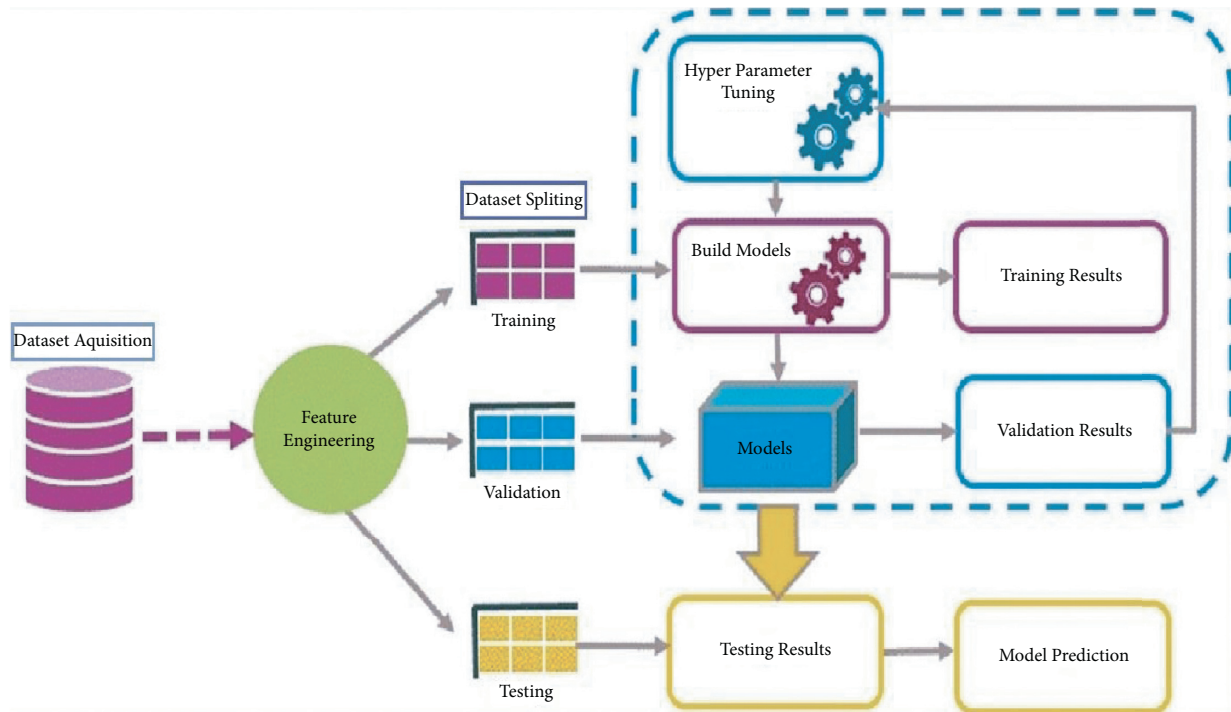 Hyper Parameter
Tuning
Dataset Spliting
Build Models
Training Results
Training
Dataset Aquisition
Feature
Engineering
Models
Validation Results
Validation
Testing Results
Model Prediction
Testing